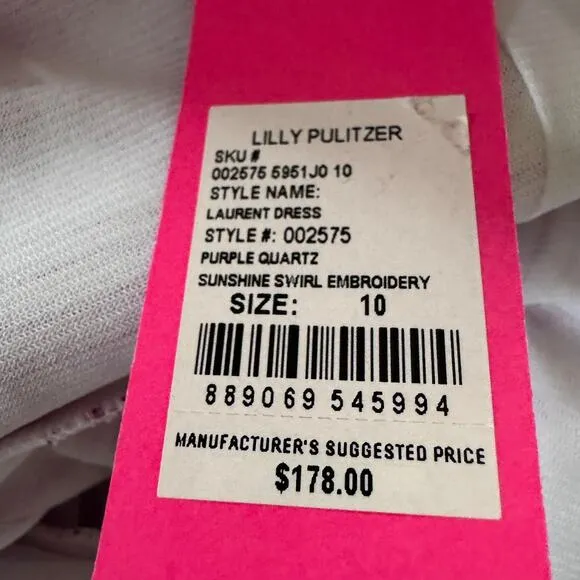 LILLY PULITZER
SKU #
002575 5951J0 10
STYLE NAME:
LAURENT DRESS
STYLE #: 002575
PURPLE QUARTZ
SUNSHINE SWIRL EMBROIDERY
SIZE: 10
889069 545994
MANUFACTURER'S SUGGESTED PRICE
$178.00